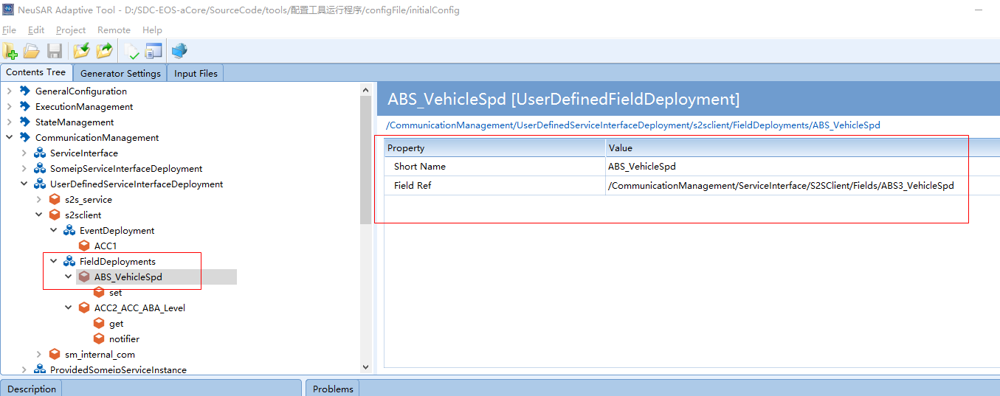 NeuSAR Adaptive Tool - D:/SDC-EOS-aCore/SourceCode/tools/配置工具运行程序/configFile/initialConfig
File Edit Project Remote Help
Contents Tree Generator Settings Input Files
GeneralConfiguration
ExecutionManagement
StateManagement
CommunicationManagement
ServiceInterface
SomeipServiceInterfaceDeployment
UserDefinedServiceInterfaceDeployment
s2s_service
s2sclient
EventDeployment
ACC1
FieldDeployments
ABS_VehicleSpd
set
ACC2_ACC_ABA_Level
get
notifier
sm_internal_com
ProvidedSomeipServiceInstance
ABS_VehicleSpd [UserDefinedFieldDeployment]
/CommunicationManagement/UserDefinedServiceInterfaceDeployment/s2sclient/FieldDeployments/ABS_VehicleSpd
Property Value
Short Name ABS_VehicleSpd
Field Ref /CommunicationManagement/ServiceInterface/S2SClient/Fields/ABS3_VehicleSpd
Description Problems